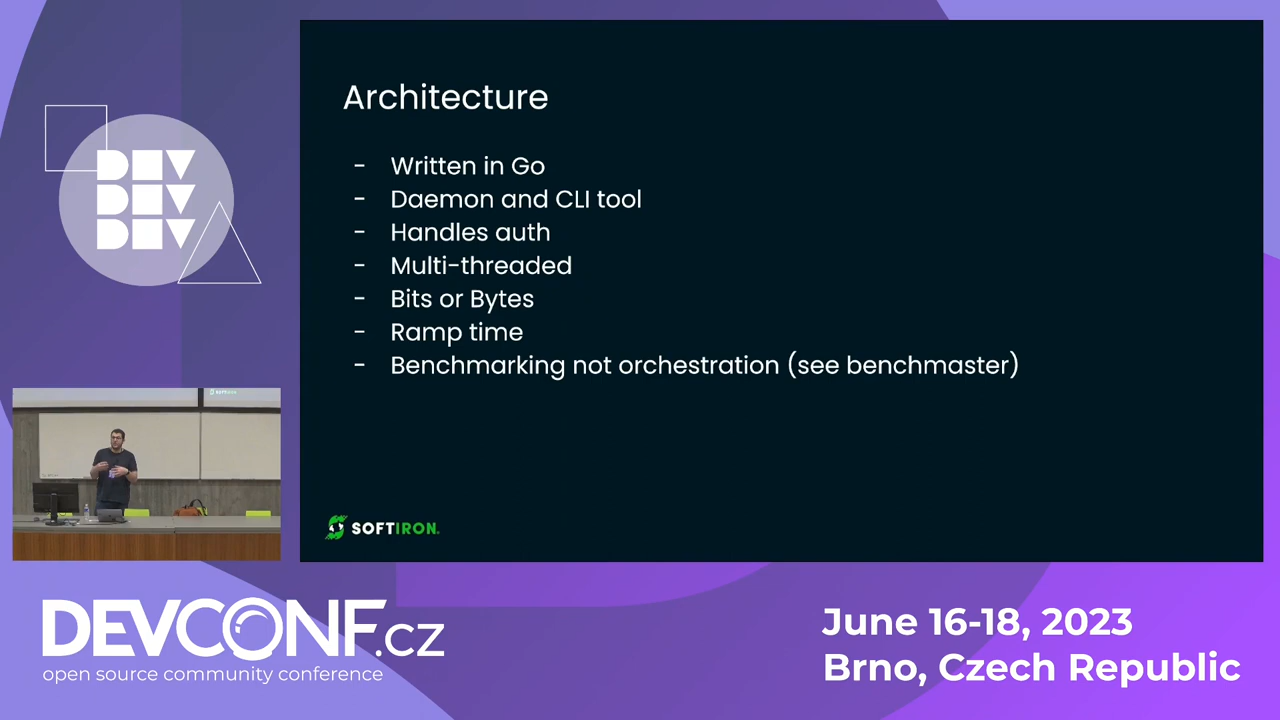 DEV
DEV
DEV
Architecture
- Written in Go
- Daemon and CLI tool
- Handles auth
- Multi-threaded
- Bits or Bytes
- Ramp time
- Benchmarking not orchestration (see benchmaster)
SOFTIRON
SOFTIRON
DEVCONF.cz
open source community conference
June 16-18, 2023
Brno, Czech Republic